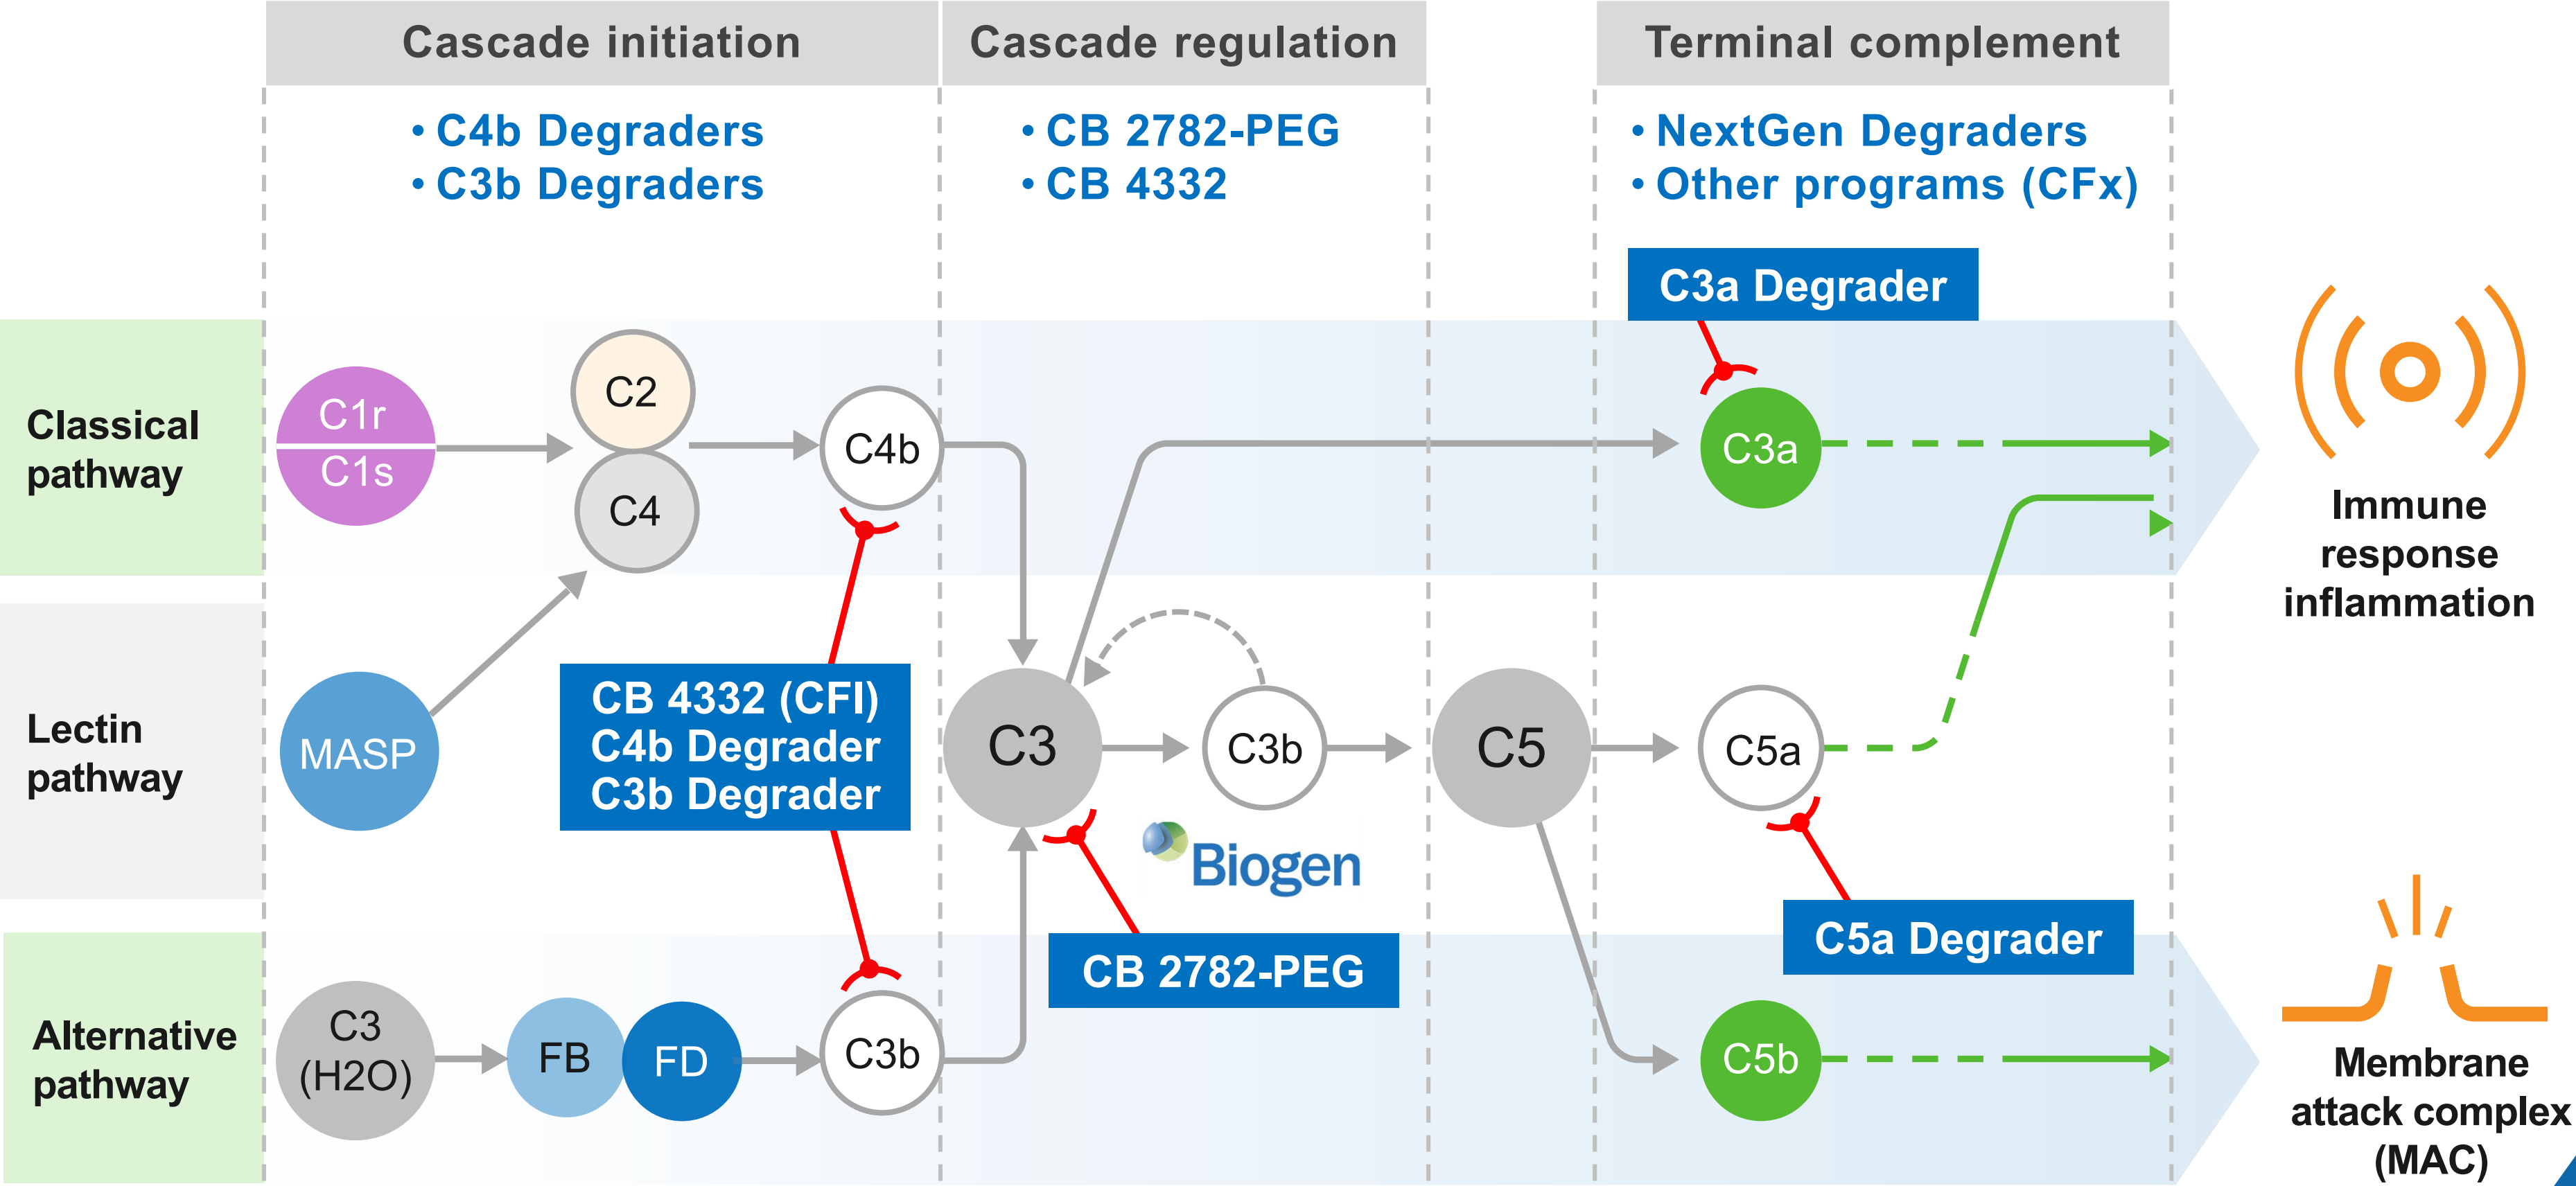 Cascade initiation
Cascade regulation
Terminal complement
• C4b Degraders
• C3b Degraders
• CB 2782-PEG
• CB 4332
• NextGen Degraders
• Other programs (CFx)
C3a Degrader
Classical
pathway
C1r
C1s
C2
C4
C4b
C3a
Immune
response
inflammation
Lectin
pathway
MASP
CB 4332 (CFI)
C4b Degrader
C3b Degrader
C3
C3b
C5
C5a
Biogen
CB 2782-PEG
C5a Degrader
Alternative
pathway
C3
(H2O)
FB
FD
C3b
C5b
Membrane
attack complex
(MAC)